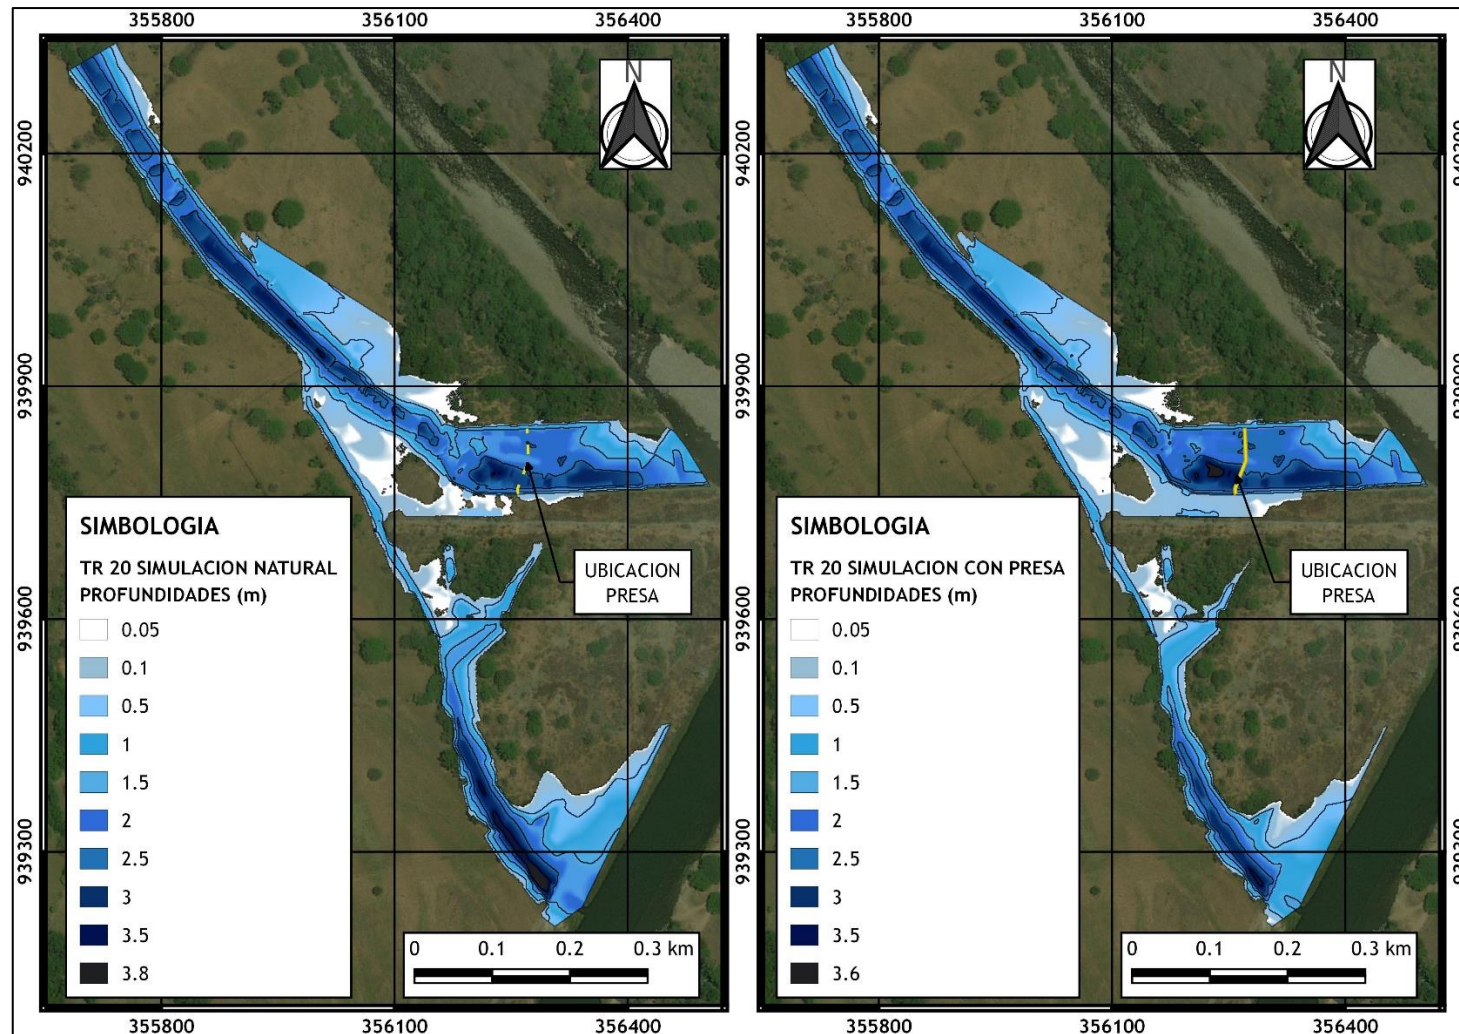 355800 356100 356400
355800 356100 356400
N
N
940200
940200
940200
939900
939900
939900
939600
939600
939600
939300
939300
939300
SIMBOLOGIA
TR 20 SIMULACION NATURAL
PROFUNDIDADES (m)
0.05
0.1
0.5
1
1.5
2
2.5
3
3.5
3.8
UBICACION
PRESA
0 0.1 0.2 0.3 km
SIMBOLOGIA
TR 20 SIMULACION CON PRESA
PROFUNDIDADES (m)
0.05
0.1
0.5
1
1.5
2
2.5
3
3.5
3.6
UBICACION
PRESA
0 0.1 0.2 0.3 km
355800 356100 356400
355800 356100 356400